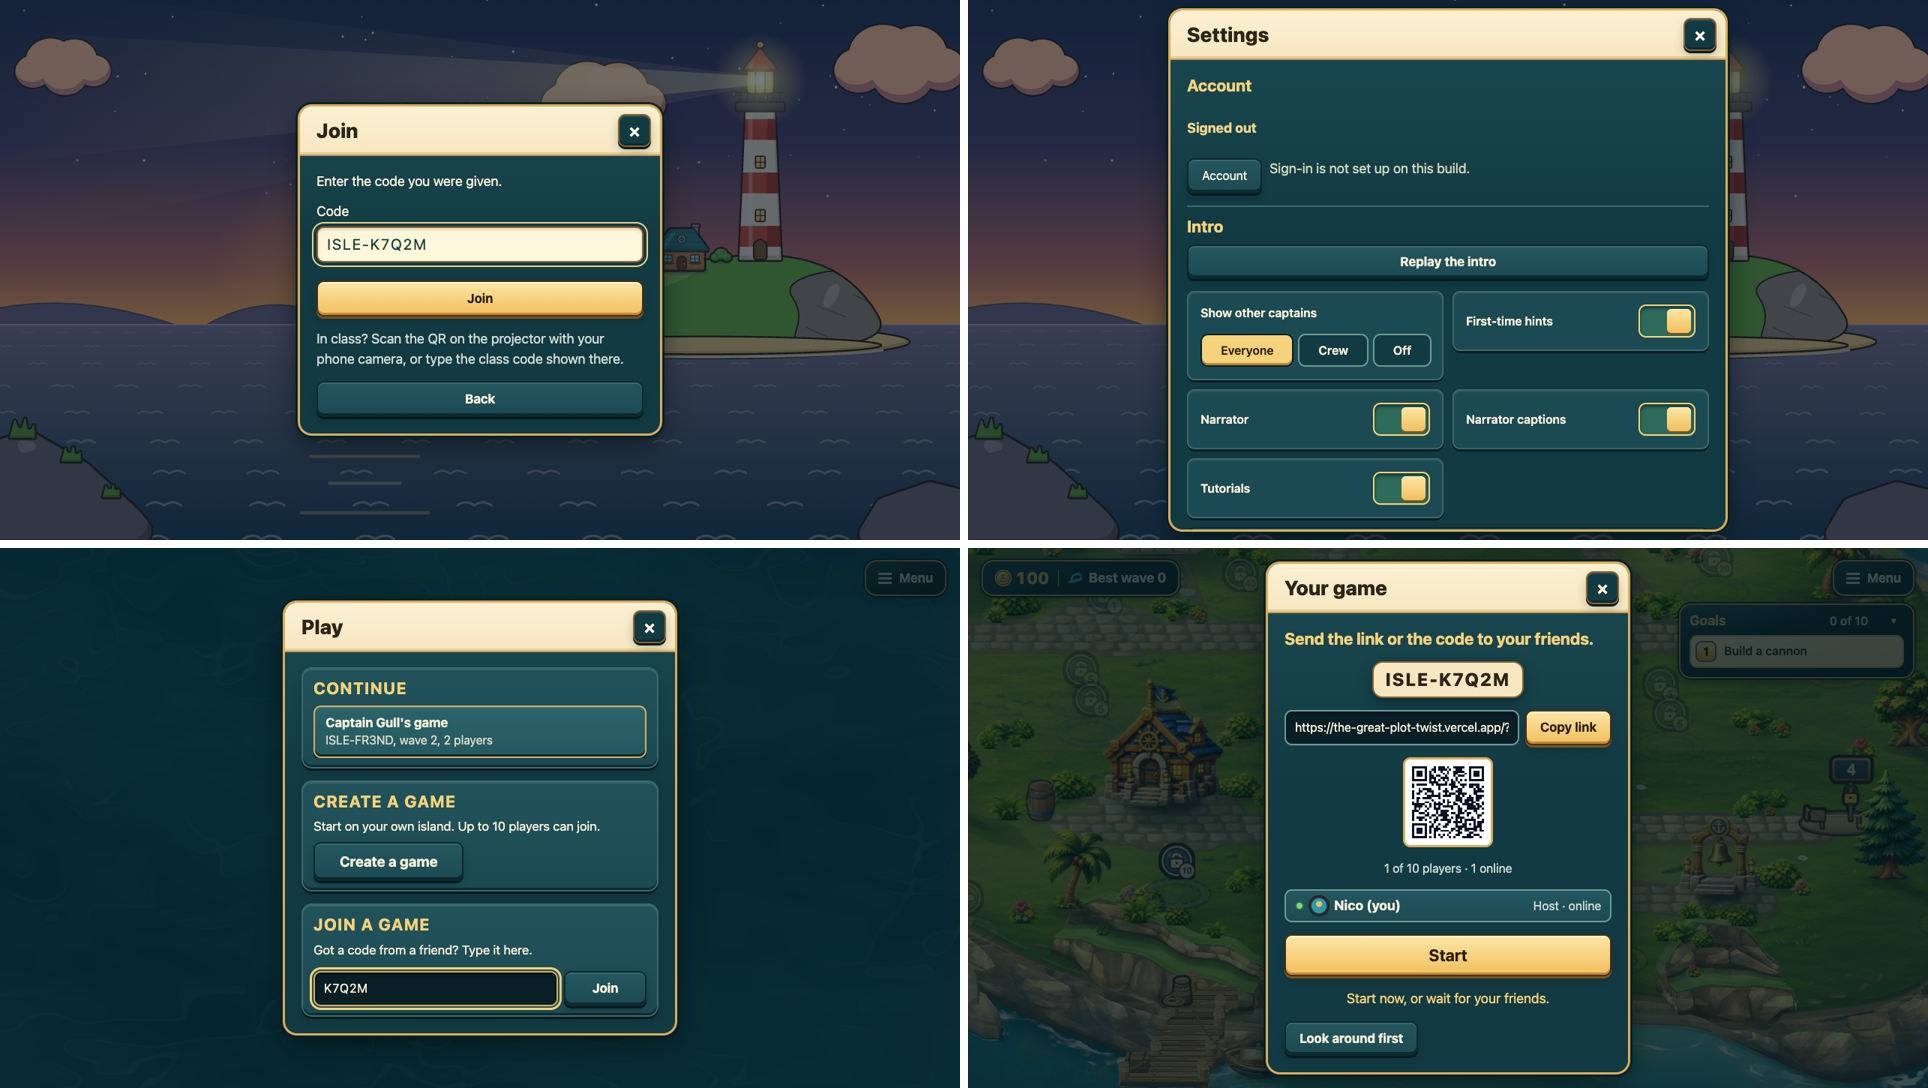 Join
×
Enter the code you were given.
Code
ISLE-K7Q2M
Join
In class? Scan the QR on the projector with your
phone camera, or type the class code shown there.
Back
Settings
×
Account
Signed out
Account
Sign-in is not set up on this build.
Intro
Replay the intro
Show other captains
Everyone
Crew
Off
First-time hints
Narrator
Narrator captions
Tutorials
Menu
Play
×
CONTINUE
Captain Gull's game
ISLE-FR3ND, wave 2, 2 players
CREATE A GAME
Start on your own island. Up to 10 players can join.
Create a game
JOIN A GAME
Got a code from a friend? Type it here.
K7Q2M
Join
100
Best wave 0
Menu
Goals
0 of 10
1
Build a cannon
4
10
Your game
×
Send the link or the code to your friends.
ISLE-K7Q2M
https://the-great-plot-twist.vercel.app/?
Copy link
1 of 10 players · 1 online
Nico (you)
Host · online
Start
Start now, or wait for your friends.
Look around first